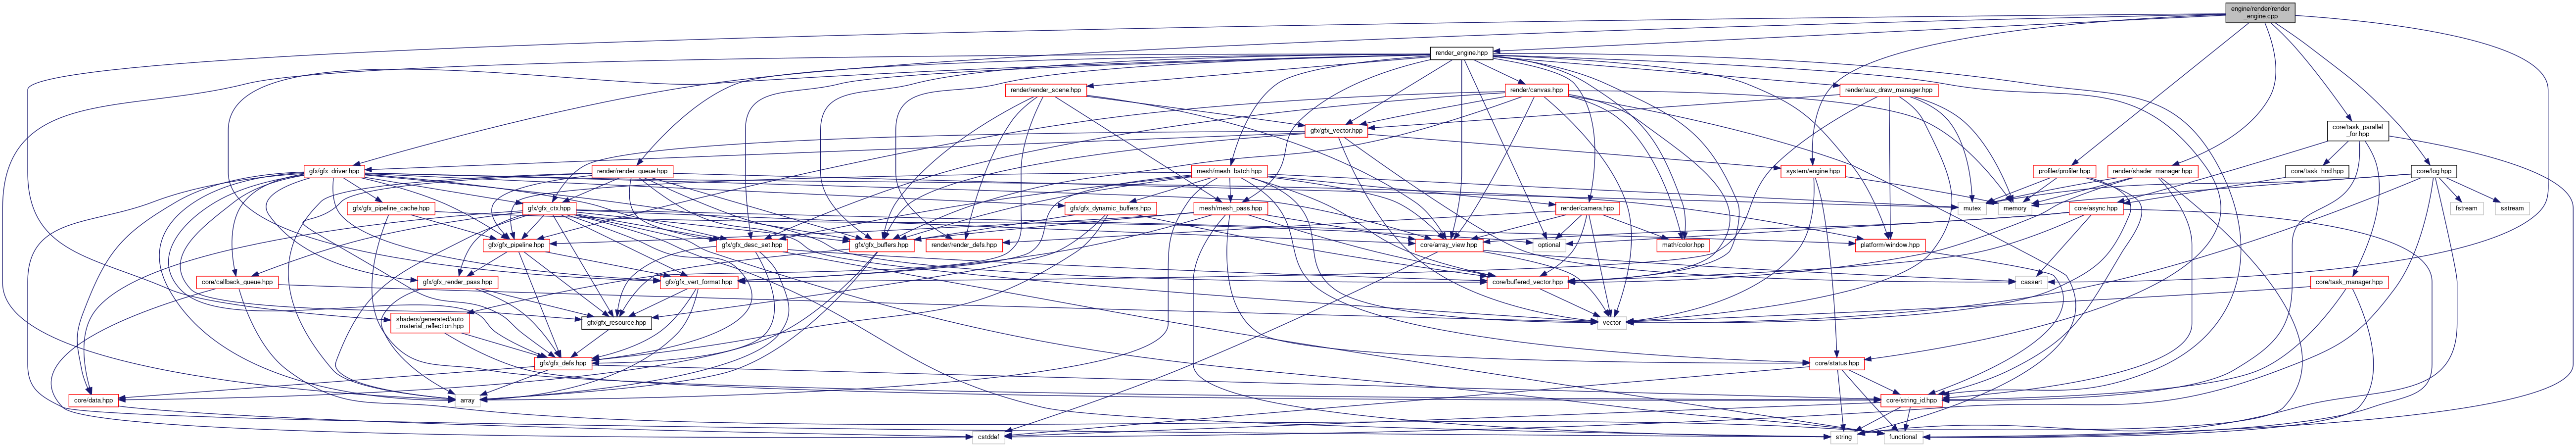 engine/render/render
_engine.cpp
render_engine.hpp
render/render_scene.hpp
render/canvas.hpp
render/aux_draw_manager.hpp
core/task_parallel
_for.hpp
gfx/gfx_vector.hpp
gfx/gfx_driver.hpp
render/render_queue.hpp
mesh/mesh_batch.hpp
system/engine.hpp
profiler/profiler.hpp
render/shader_manager.hpp
core/task_hnd.hpp
core/log.hpp
gfx/gfx_pipeline_cache.hpp
gfx/gfx_ctx.hpp
gfx/gfx_dynamic_buffers.hpp
mesh/mesh_pass.hpp
render/camera.hpp
mutex
memory
core/async.hpp
fstream
sstream
gfx/gfx_pipeline.hpp
gfx/gfx_desc_set.hpp
gfx/gfx_buffers.hpp
render/render_defs.hpp
core/array_view.hpp
optional
math/color.hpp
platform/window.hpp
core/callback_queue.hpp
gfx/gfx_render_pass.hpp
gfx/gfx_vert_format.hpp
core/buffered_vector.hpp
cassert
core/task_manager.hpp
shaders/generated/auto
_material_reflection.hpp
gfx/gfx_resource.hpp
vector
gfx/gfx_defs.hpp
core/status.hpp
core/data.hpp
array
core/string_id.hpp
cstddef
string
functional